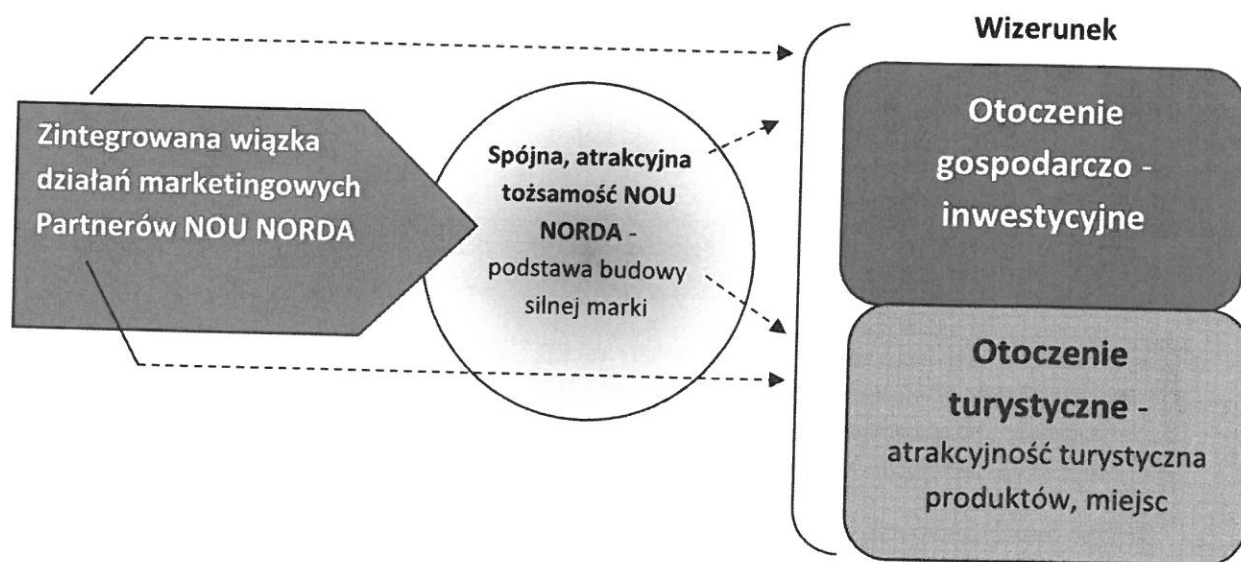 Zintegrowana wiązka
działań marketingowych
Partnerów NOU NORDA
Spójna, atrakcyjna
tożsamość NOU
NORDA -
podstawa budowy
silnej marki
Wizerunek
Otoczenie
gospodarczo -
inwestycyjne
Otoczenie
turystyczne -
atrakcyjność turystyczna
produktów, miejsc